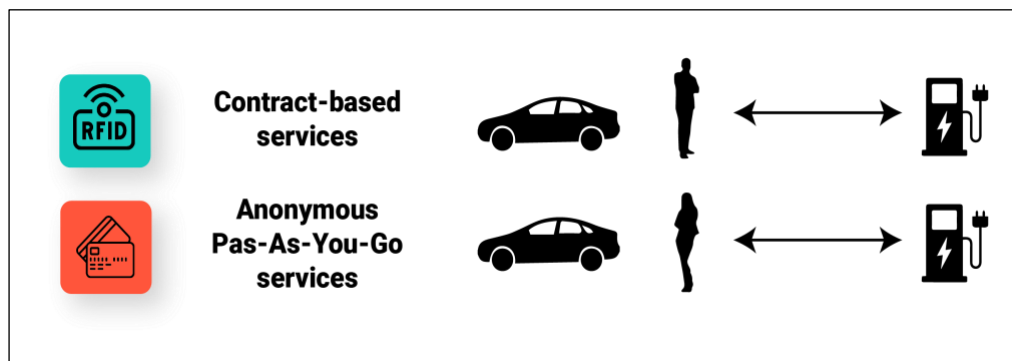 RFID
Contract-based
services
Anonymous
Pas-As-You-Go
services